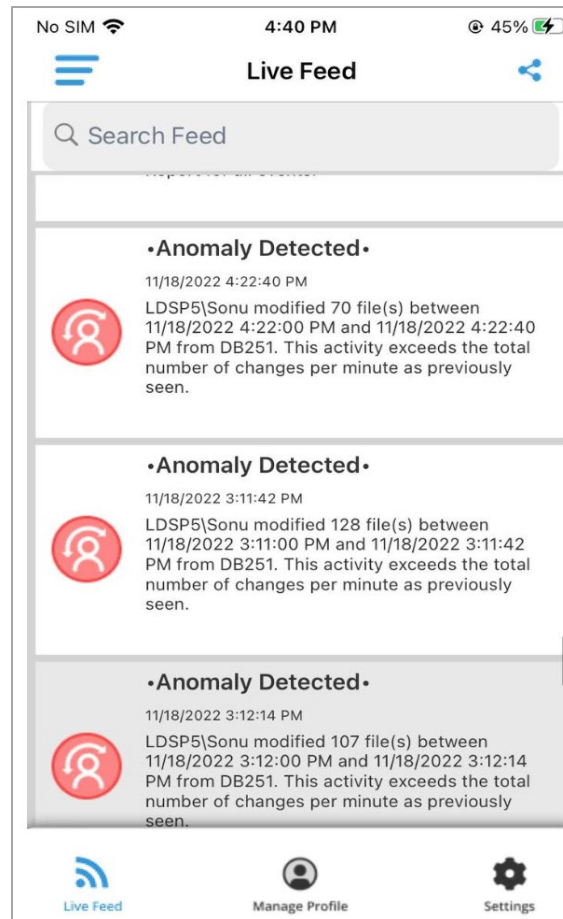 No SIM 4:40 PM 45%
Live Feed
Search Feed
•Anomaly Detected•
11/18/2022 4:22:40 PM
LDSP5\Sonu modified 70 file(s) between
11/18/2022 4:22:00 PM and 11/18/2022 4:22:40
PM from DB251. This activity exceeds the total
number of changes per minute as previously
seen.
•Anomaly Detected•
11/18/2022 3:11:42 PM
LDSP5\Sonu modified 128 file(s) between
11/18/2022 3:11:00 PM and 11/18/2022 3:11:42
PM from DB251. This activity exceeds the total
number of changes per minute as previously
seen.
•Anomaly Detected•
11/18/2022 3:12:14 PM
LDSP5\Sonu modified 107 file(s) between
11/18/2022 3:12:00 PM and 11/18/2022 3:12:14
PM from DB251. This activity exceeds the total
number of changes per minute as previously
seen.
Live Feed Manage Profile Settings